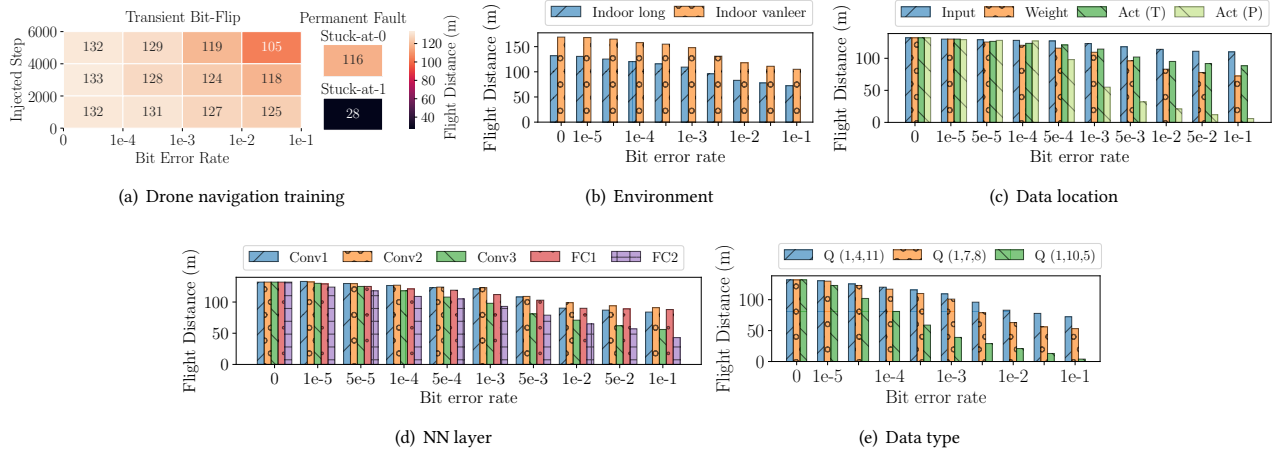 Transient Bit-Flip
Permanent Fault
Stuck-at-0
Stuck-at-1
Injected Step
6000
4000
2000
0
132 129 119 105
133 128 124 118
132 131 127 125
116
28
0 1e-4 1e-3 1e-2 1e-1
Bit Error Rate
120
100
80
60
40
Flight Distance (m)
(a) Drone navigation training
Indoor long Indoor vanleer
Flight Distance (m)
150
100
50
0
0 1e-5 1e-4 1e-3 1e-2 1e-1
Bit error rate
(b) Environment
Input Weight Act (T) Act (P)
Flight Distance (m)
100
50
0
0 1e-5 5e-5 1e-4 5e-4 1e-3 5e-3 1e-2 5e-2 1e-1
Bit error rate
(c) Data location
Conv1 Conv2 Conv3 FC1 FC2
Flight Distance (m)
100
50
0
0 1e-5 5e-5 1e-4 5e-4 1e-3 5e-3 1e-2 5e-2 1e-1
Bit error rate
(d) NN layer
Q (1,4,11) Q (1,7,8) Q (1,10,5)
Flight Distance (m)
100
50
0
0 1e-5 1e-4 1e-3 1e-2 1e-1
Bit error rate
(e) Data type